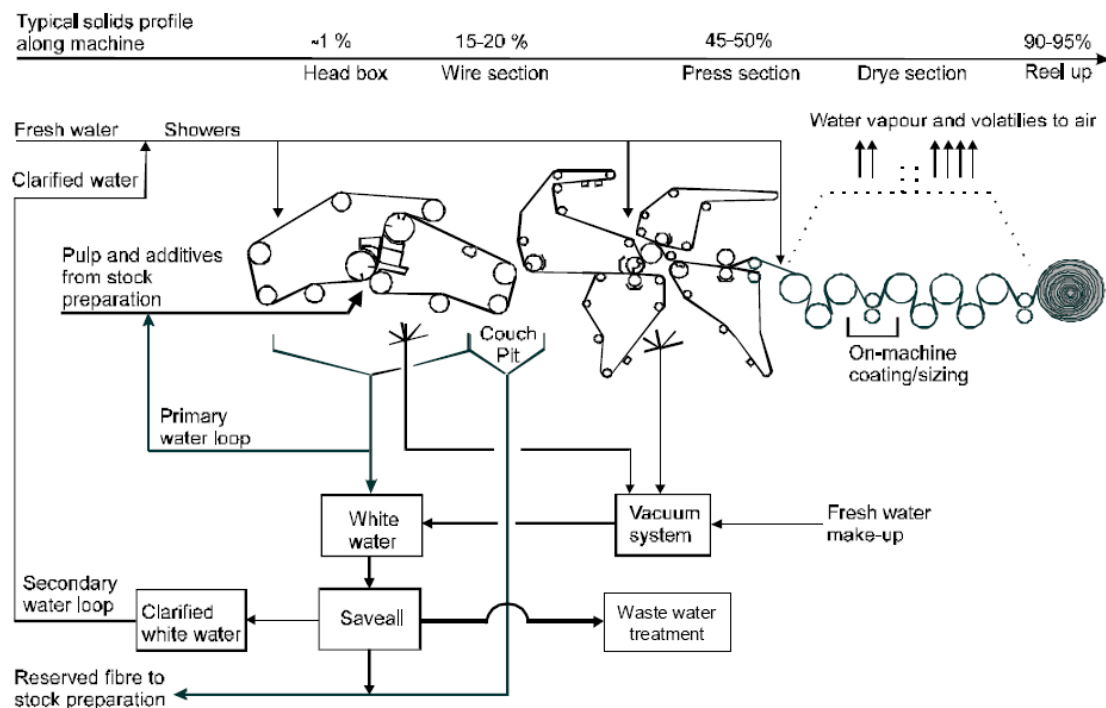 Typical solids profile
along machine
~1 %
15-20 %
45-50%
90-95%
Head box
Wire section
Press section
Drye section
Reel up
Fresh water
Showers
Water vapour and volatilies to air
Clarified water
Pulp and additives
from stock
preparation
Couch
Pit
On-machine
coating/sizing
Primary
water loop
White
water
Vacuum
system
Fresh water
make-up
Secondary
water loop
Clarified
white water
Saveall
Waste water
treatment
Reserved fibre to
stock preparation